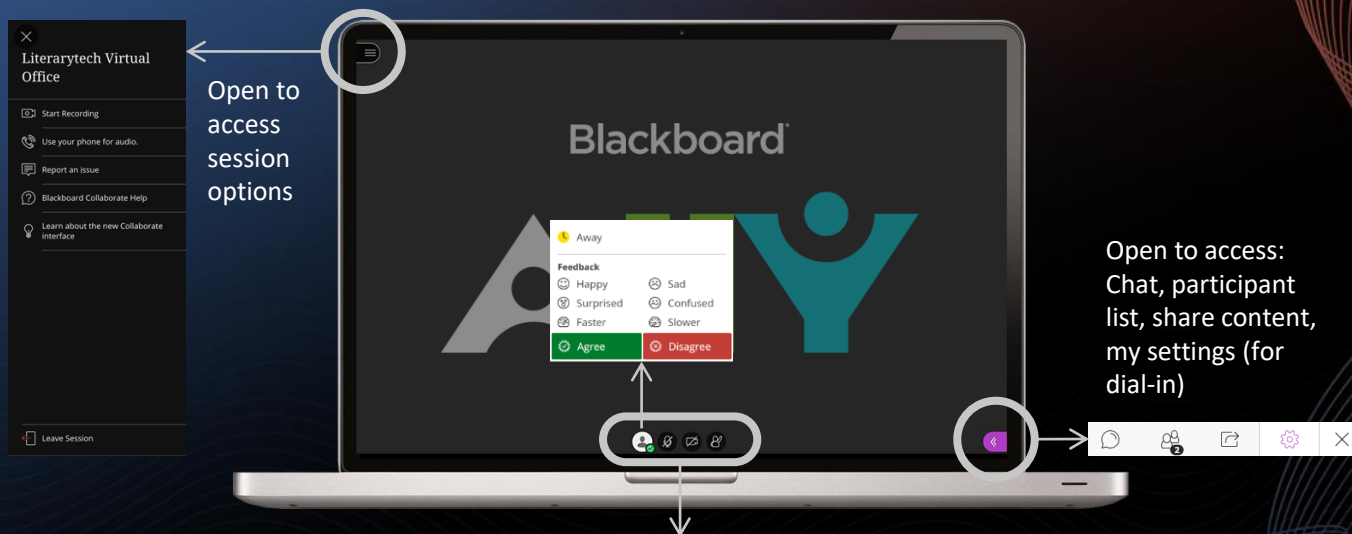 Literarytech Virtual
Office
Start Recording
Use your phone for audio.
Report an issue
Blackboard Collaborate Help
Learn about the new Collaborate
interface
Leave Session
Open to
access
session
options
Blackboard
Away
Feedback
Happy
Sad
Surprised
Confused
Faster
Slower
Agree
Disagree
Open to access:
Chat, participant
list, share content,
my settings (for
dial-in)
2